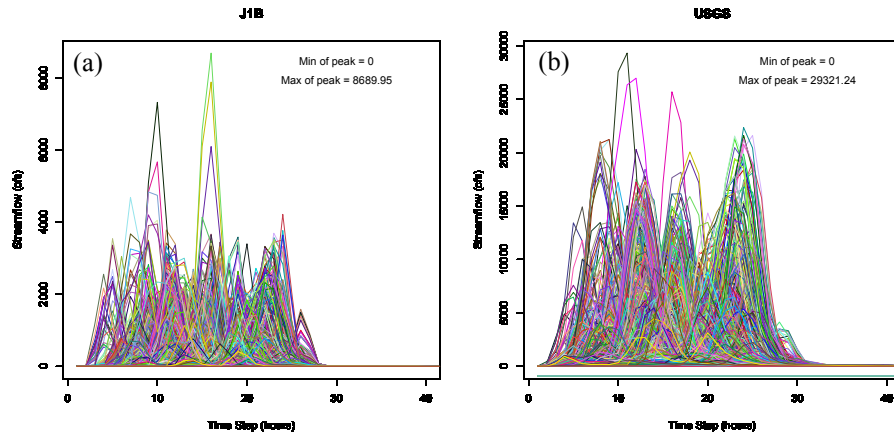 J1B
(a)
Min of peak = 0
Max of peak = 8689.95
Streamflow (cfs)
8000
6000
4000
2000
0
0 10 20 30 40
Time Step (hours)
USGS
(b)
Min of peak = 0
Max of peak = 29321.24
Streamflow (cfs)
30000
25000
20000
15000
10000
5000
0
0 10 20 30 40
Time Step (hours)